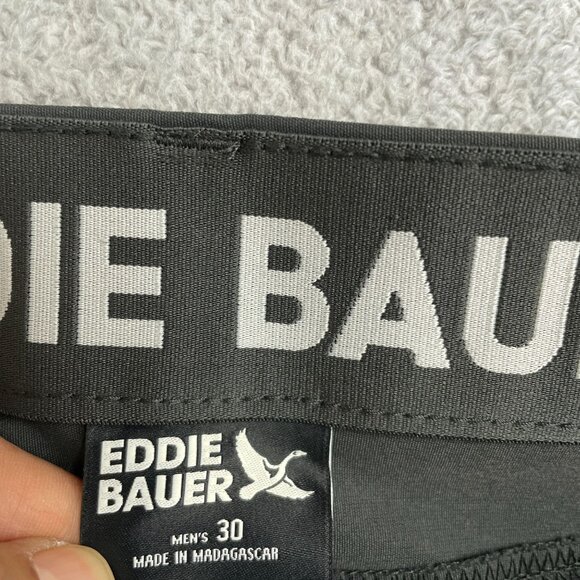 DIE BAU
EDDIE
BAUER
MEN'S 30
MADE IN MADAGASCAR